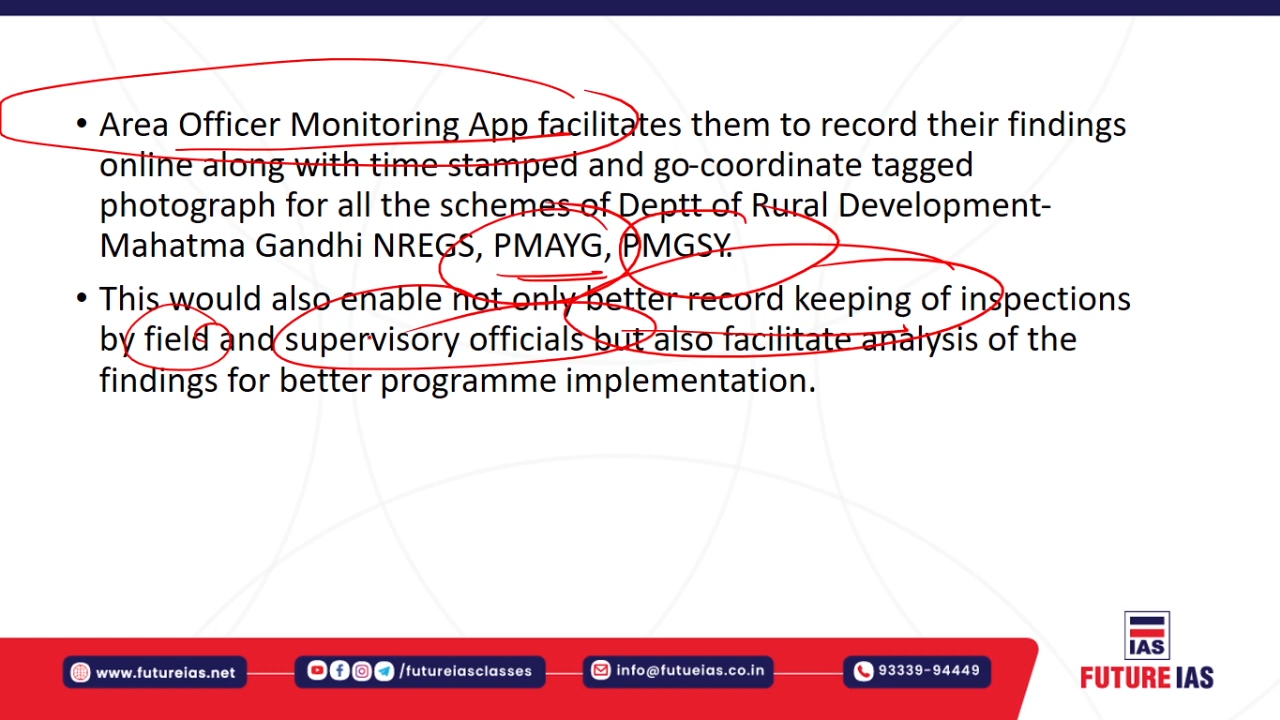 • Area Officer Monitoring App facilitates them to record their findings
online along with time stamped and go-coordinate tagged
photograph for all the schemes of Deptt of Rural Development-
Mahatma Gandhi NREGS, PMAYG, PMGSY.
• This would also enable not only better record keeping of inspections
by field and supervisory officials but also facilitate analysis of the
findings for better programme implementation.
IAS
FUTURE IAS
www.futureias.net
/futureiasclasses
info@futueias.co.in
93339-94449